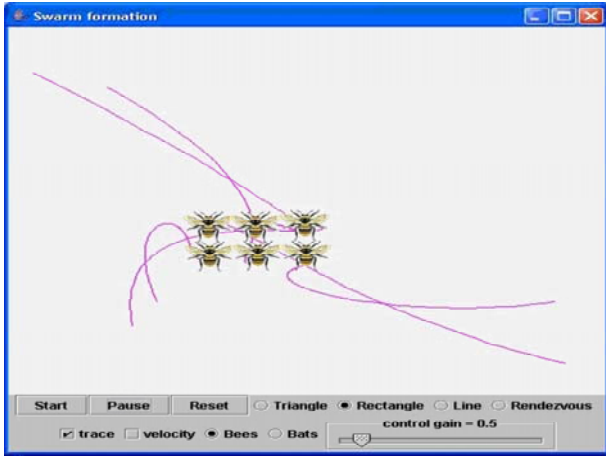 Swarm formation
Start Pause Reset Triangle Rectangle Line Rendezvous
trace velocity Bees Bats control gain = 0.5